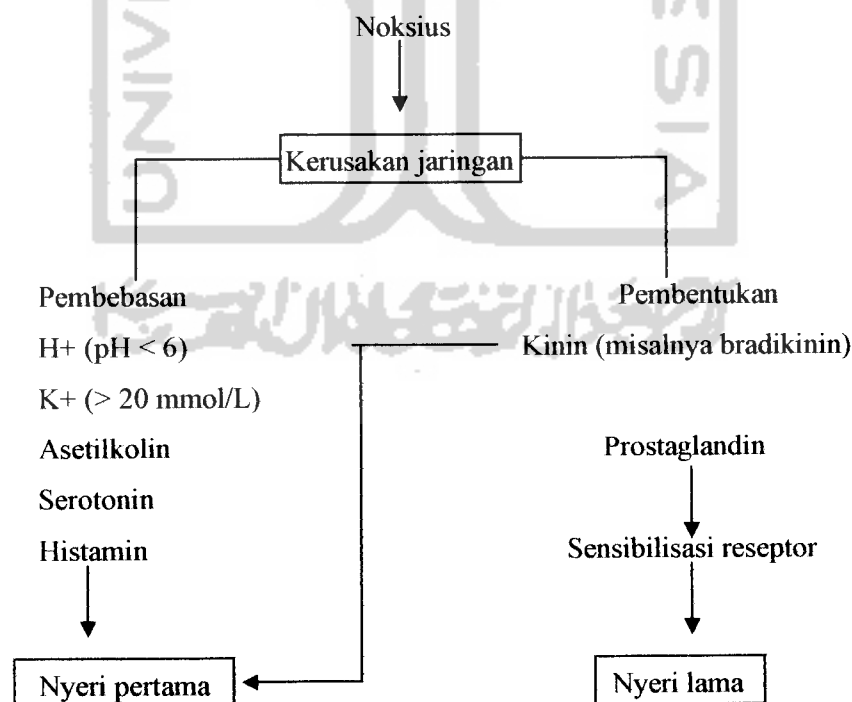 Noksius
Kerusakan jaringan
Pembebasan
H+ (pH < 6)
K+ (> 20 mmol/L)
Asetilkolin
Serotonin
Histamin
Nyeri pertama
Pembentukan
Kinin (misalnya bradikinin)
Prostaglandin
Sensibilisasi reseptor
Nyeri lama